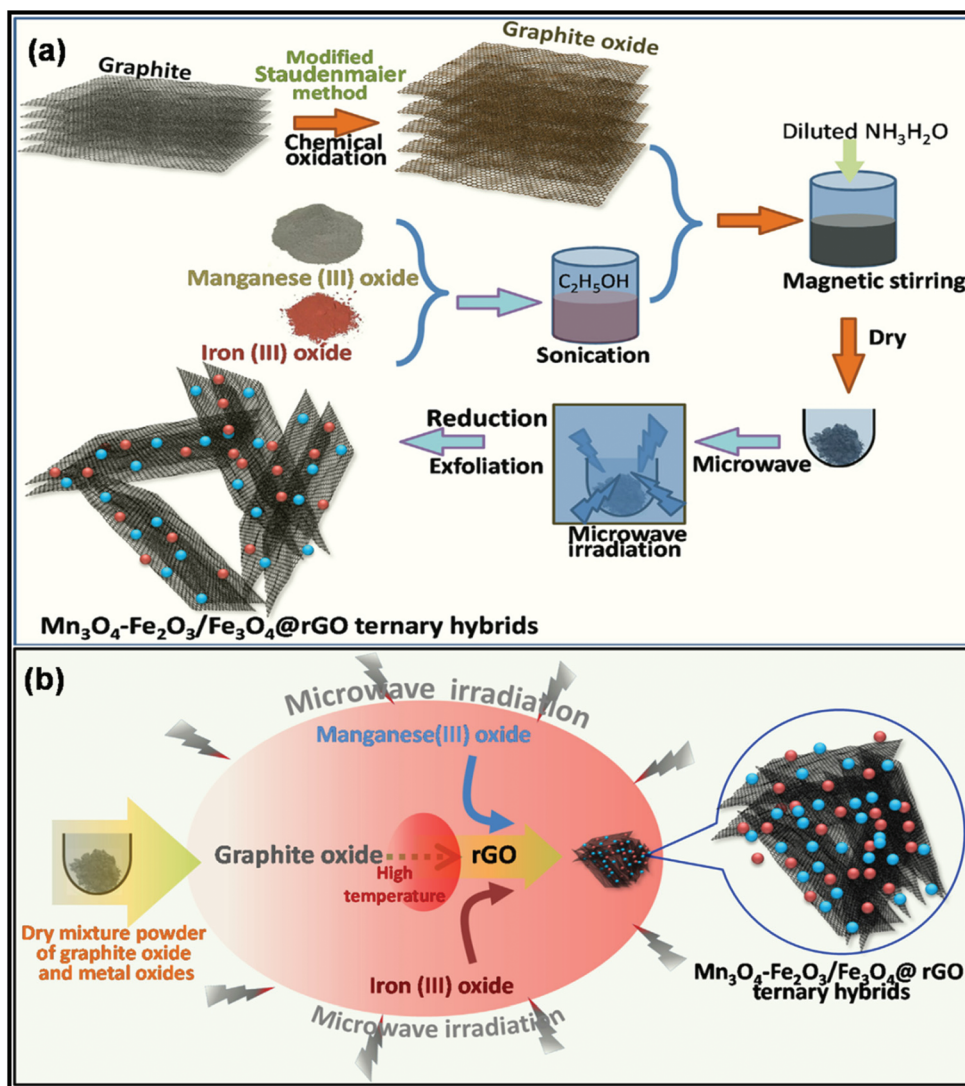 (a)
Graphite
Modified
Staudenmaier
method
Chemical
oxidation
Graphite oxide
Diluted NH₃H₂O
Magnetic stirring
Manganese (III) oxide
Iron (III) oxide
C₂H₅OH
Sonication
Dry
Microwave
Microwave
irradiation
Reduction
Exfoliation
Mn₃O₄-Fe₂O₃/Fe₃O₄@rGO ternary hybrids
(b)
Microwave irradiation
Manganese(III) oxide
Graphite oxide
High
temperature
rGO
Iron (III) oxide
Microwave irradiation
Dry mixture powder
of graphite oxide
and metal oxides
Mn₃O₄-Fe₂O₃/Fe₃O₄@ rGO
ternary hybrids